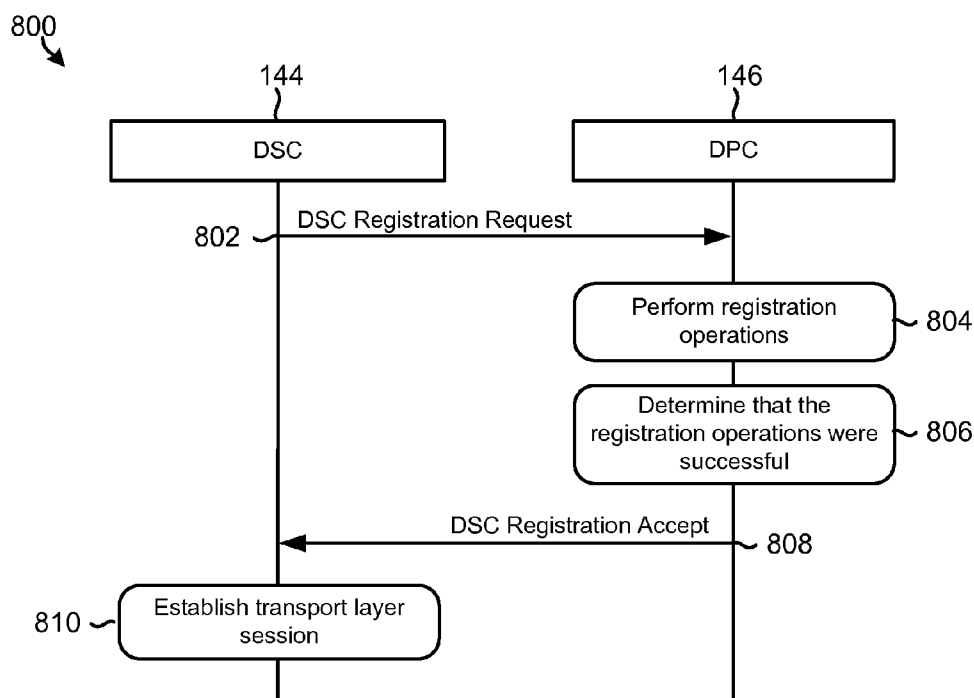 800
144
146
DSC
DPC
DSC Registration Request
802
Perform registration
operations
804
Determine that the
registration operations were
successful
806
DSC Registration Accept
808
Establish transport layer
session
810